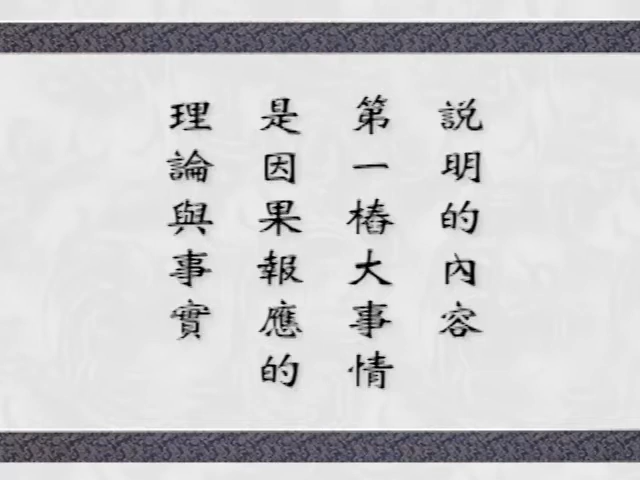 說明的內容
第一樁大事情
是因果報應的
理論與事實